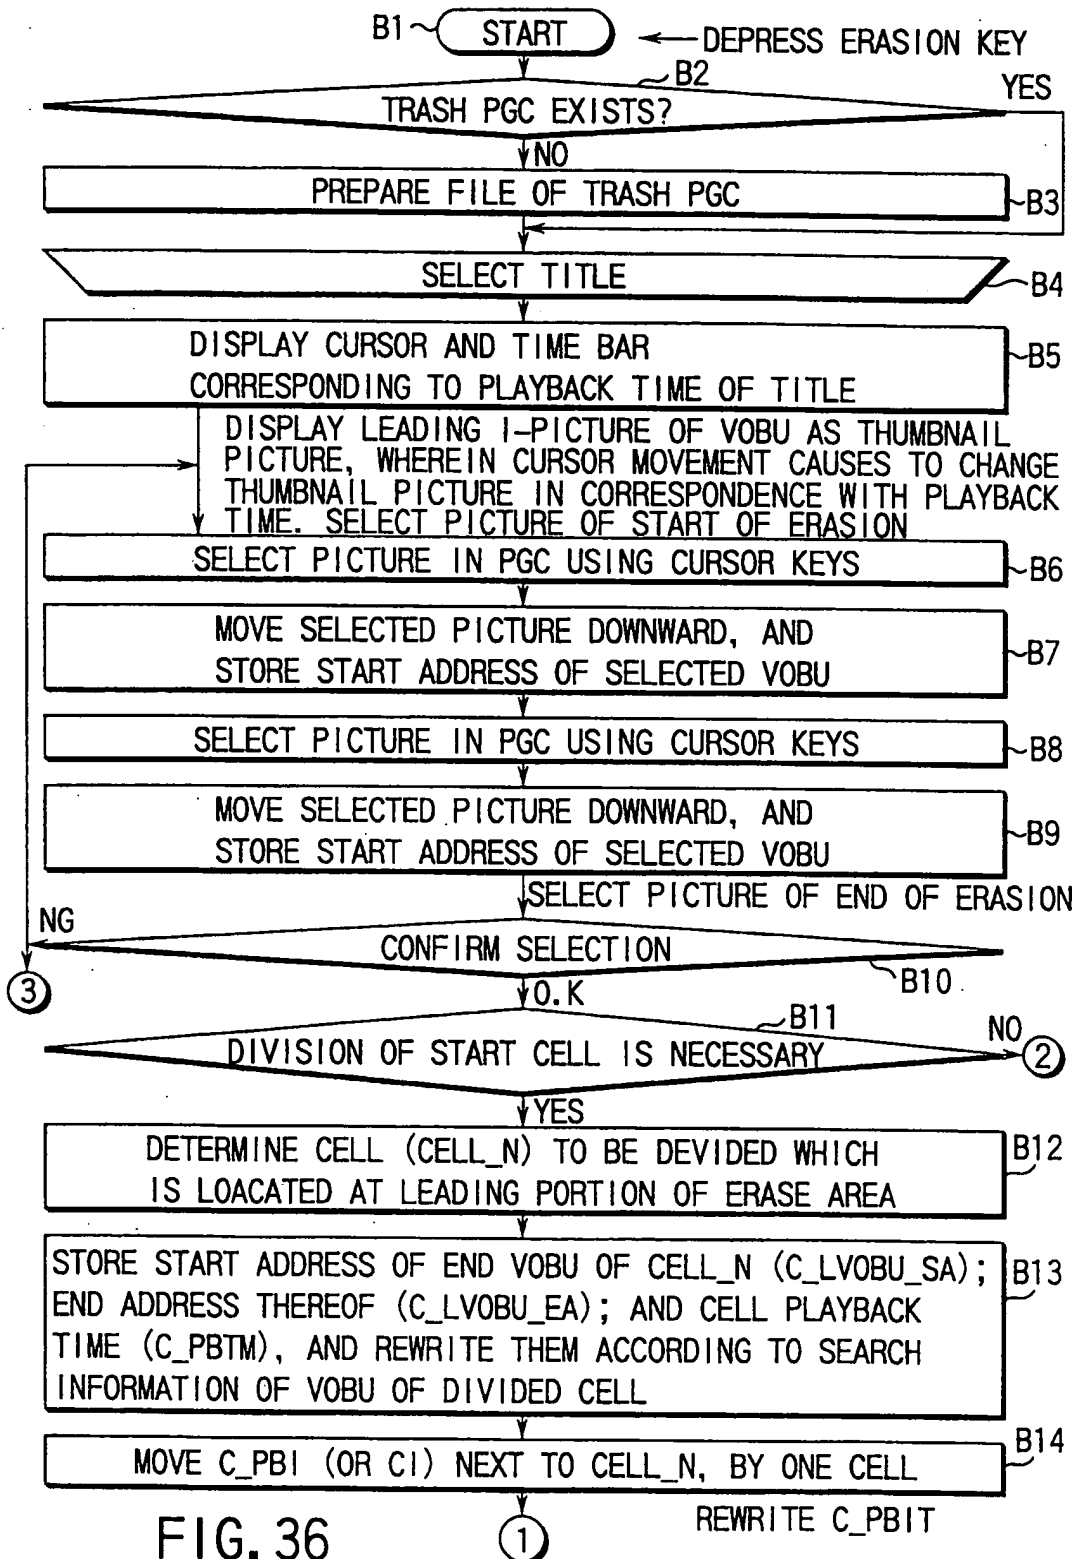 B1
START
DEPRESS ERASION KEY
B2
YES
TRASH PGC EXISTS?
NO
PREPARE FILE OF TRASH PGC
B3
SELECT TITLE
B4
DISPLAY CURSOR AND TIME BAR
CORRESPONDING TO PLAYBACK TIME OF TITLE
B5
DISPLAY LEADING I-PICTURE OF VOBU AS THUMBNAIL
PICTURE, WHEREIN CURSOR MOVEMENT CAUSES TO CHANGE
THUMBNAIL PICTURE IN CORRESPONDENCE WITH PLAYBACK
TIME. SELECT PICTURE OF START OF ERASION
SELECT PICTURE IN PGC USING CURSOR KEYS
B6
MOVE SELECTED PICTURE DOWNWARD, AND
STORE START ADDRESS OF SELECTED VOBU
B7
SELECT PICTURE IN PGC USING CURSOR KEYS
B8
MOVE SELECTED PICTURE DOWNWARD, AND
STORE START ADDRESS OF SELECTED VOBU
B9
SELECT PICTURE OF END OF ERASION
NG
CONFIRM SELECTION
B10
3
O.K
B11
NO
DIVISION OF START CELL IS NECESSARY
2
YES
DETERMINE CELL (CELL_N) TO BE DEVIDED WHICH
IS LOACATED AT LEADING PORTION OF ERASE AREA
B12
STORE START ADDRESS OF END VOBU OF CELL_N (C_LVOBU_SA);
END ADDRESS THEREOF (C_LVOBU_EA); AND CELL PLAYBACK
TIME (C_PBTM), AND REWRITE THEM ACCORDING TO SEARCH
INFORMATION OF VOBU OF DIVIDED CELL
B13
MOVE C_PBI (OR CI) NEXT TO CELL_N, BY ONE CELL
B14
REWRITE C_PBIT
1
FIG. 36